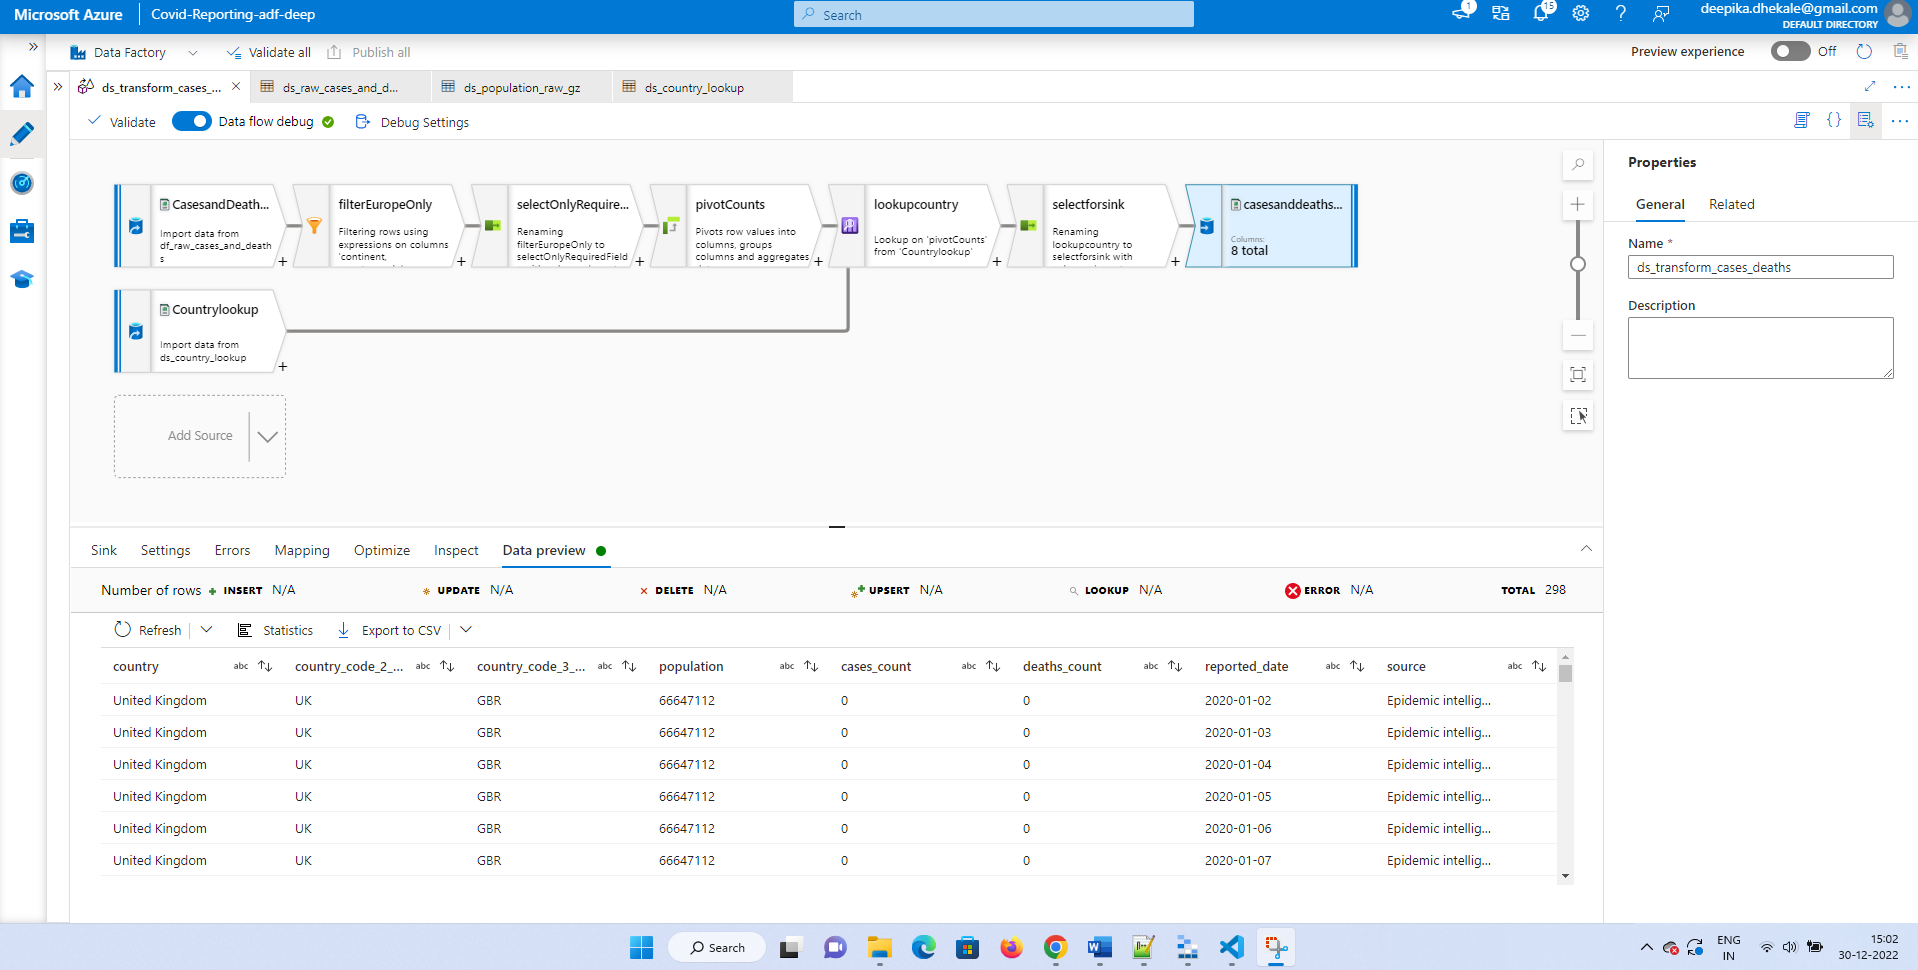 Microsoft Azure
Covid-Reporting-adf-deep
Search
1
15
deepika.dhekale@gmail.com
DEFAULT DIRECTORY
Data Factory
Validate all
Publish all
Preview experience
Off
ds_transform_cases_...
ds_raw_cases_and_d...
ds_population_raw_gz
ds_country_lookup
Validate
Data flow debug
Debug Settings
CasesandDeath...
Import data from
df_raw_cases_and_death
s
filterEuropeOnly
Filtering rows using
expressions on columns
'continent,
selectOnlyRequire...
Renaming
filterEuropeOnly to
selectOnlyRequiredField
pivotCounts
Pivots row values into
columns, groups
columns and aggregates
lookupcountry
Lookup on 'pivotCounts'
from 'Countrylookup'
selectforsink
Renaming
lookupcountry to
selectforsink with
casesanddeaths...
Columns:
8 total
Countrylookup
Import data from
ds_country_lookup
Add Source
Properties
General Related
Name *
ds_transform_cases_deaths
Description
Sink Settings Errors Mapping Optimize Inspect Data preview
Number of rows INSERT N/A UPDATE N/A DELETE N/A UPSERT N/A LOOKUP N/A ERROR N/A TOTAL 298
Refresh Statistics Export to CSV
country abc country_code_2_... abc country_code_3_... abc population abc cases_count abc deaths_count abc reported_date abc source abc
United Kingdom UK GBR 66647112 0 0 2020-01-02 Epidemic intellig...
United Kingdom UK GBR 66647112 0 0 2020-01-03 Epidemic intellig...
United Kingdom UK GBR 66647112 0 0 2020-01-04 Epidemic intellig...
United Kingdom UK GBR 66647112 0 0 2020-01-05 Epidemic intellig...
United Kingdom UK GBR 66647112 0 0 2020-01-06 Epidemic intellig...
United Kingdom UK GBR 66647112 0 0 2020-01-07 Epidemic intellig...
Search
ENG
IN
15:02
30-12-2022